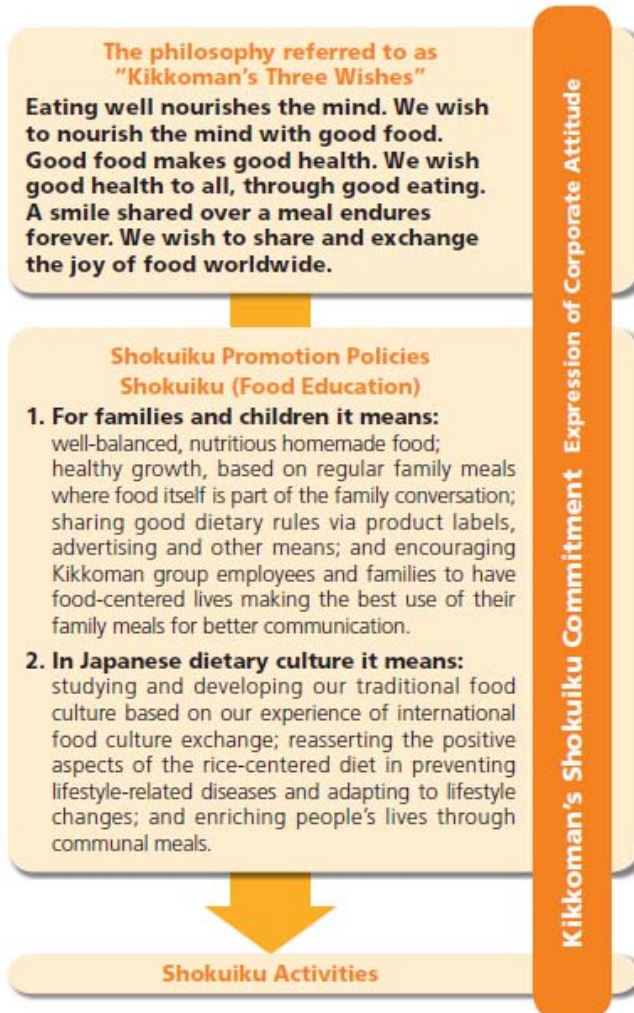 The philosophy referred to as
"Kikkoman's Three Wishes"
Eating well nourishes the mind. We wish
to nourish the mind with good food.
Good food makes good health. We wish
good health to all, through good eating.
A smile shared over a meal endures
forever. We wish to share and exchange
the joy of food worldwide.
Shokuiku Promotion Policies
Shokuiku (Food Education)
1. For families and children it means:
well-balanced, nutritious homemade food;
healthy growth, based on regular family meals
where food itself is part of the family conversation;
sharing good dietary rules via product labels,
advertising and other means; and encouraging
Kikkoman group employees and families to have
food-centered lives making the best use of their
family meals for better communication.
2. In Japanese dietary culture it means:
studying and developing our traditional food
culture based on our experience of international
food culture exchange; reasserting the positive
aspects of the rice-centered diet in preventing
lifestyle-related diseases and adapting to lifestyle
changes; and enriching people's lives through
communal meals.
Shokuiku Activities
Kikkoman's Shokuiku Commitment Expression of Corporate Attitude